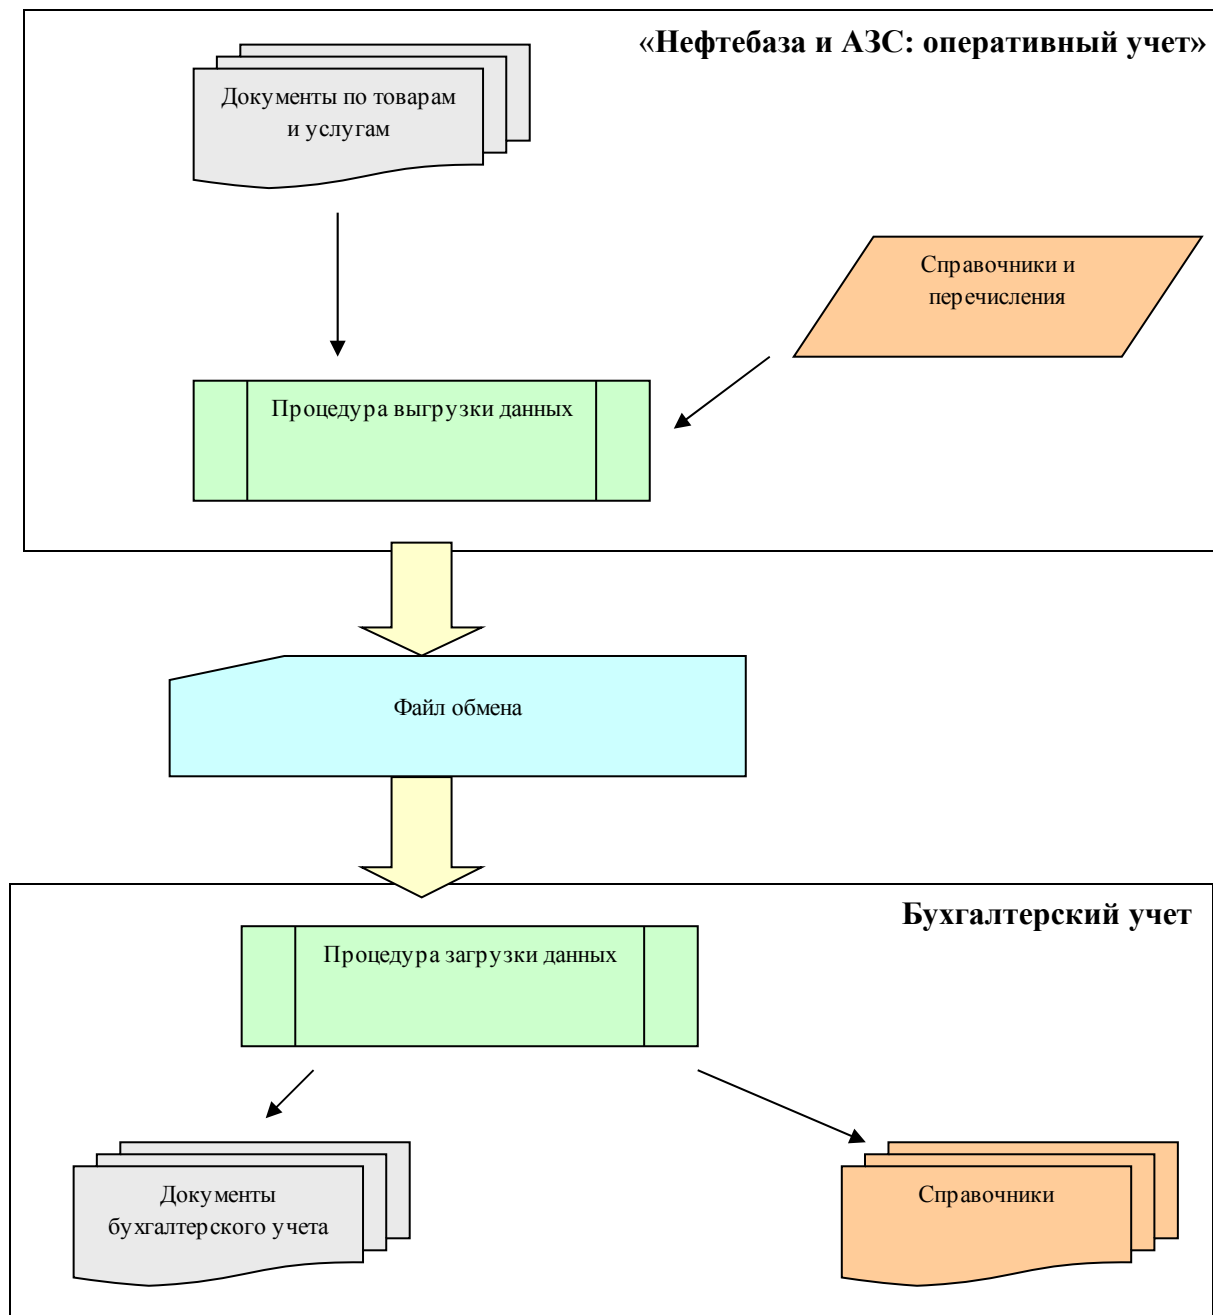 «Нефтебаза и АЗС: оперативный учет»
Документы по товарам
и услугам
Справочники и
перечисления
Процедура выгрузки данных
Файл обмена
Бухгалтерский учет
Процедура загрузки данных
Документы
бухгалтерского учета
Справочники